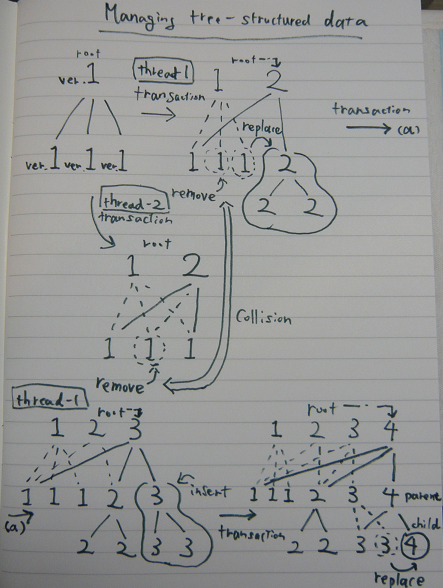 Managing tree-structured data
root
ver. 1
ver. 1 ver. 1 ver. 1
thread-1
transaction
root
1 2
replace
1 1 1 2
remove
2 2
transaction
(a)
thread-2
transaction
root
1 2
1 1 1
remove
Collision
thread-1
root
1 2 3
1 1 1 2 3
insert
(a)
2 2 3 3
transaction
root
1 2 3 4
1 1 1 2 3 4 parent
child
2 2 3 3 4
replace